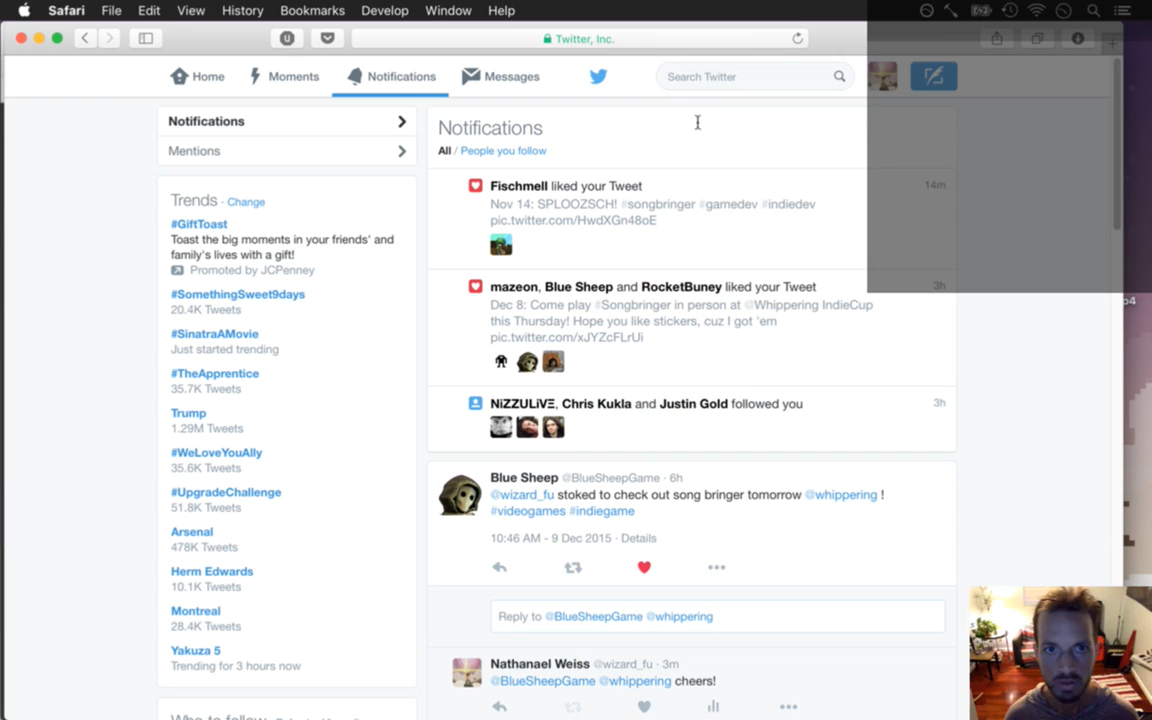 Safari File Edit View History Bookmarks Develop Window Help
Twitter, Inc.
Home Moments Notifications Messages Search Twitter
Notifications
Mentions
Trends · Change
#GiftToast
Toast the big moments in your friends' and
family's lives with a gift!
Promoted by JCPenney
#SomethingSweet9days
20.4K Tweets
#SinatraAMovie
Just started trending
#TheApprentice
35.7K Tweets
Trump
1.29M Tweets
#WeLoveYouAlly
35.6K Tweets
#UpgradeChallenge
51.8K Tweets
Arsenal
478K Tweets
Herm Edwards
10.1K Tweets
Montreal
28.4K Tweets
Yakuza 5
Trending for 3 hours now
Notifications
All / People you follow
Fischmell liked your Tweet 14m
Nov 14: SPLOOZSCH! #songbringer #gamedev #indiedev
pic.twitter.com/HwdXGn48oE
mazeon, Blue Sheep and RocketBuney liked your Tweet 3h
Dec 8: Come play #Songbringer in person at @Whippering IndieCup
this Thursday! Hope you like stickers, cuz I got 'em
pic.twitter.com/xJYZcFLrUi
NiZZULiVΞ, Chris Kukla and Justin Gold followed you 3h
Blue Sheep @BlueSheepGame · 6h
@wizard_fu stoked to check out song bringer tomorrow @whippering !
#videogames #indiegame
10:46 AM - 9 Dec 2015 · Details
Reply to @BlueSheepGame @whippering
Nathanael Weiss @wizard_fu · 3m
@BlueSheepGame @whippering cheers!
p4